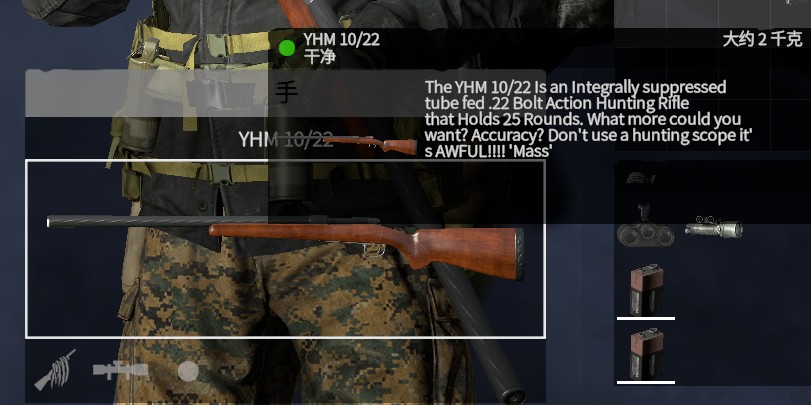 YHM 10/22
干净
大约 2 千克
手
The YHM 10/22 Is an Integrally suppressed
tube fed .22 Bolt Action Hunting Rifle
that Holds 25 Rounds. What more could you
want? Accuracy? Don't use a hunting scope it'
s AWFUL!!!! 'Mass'
YHM 10/22